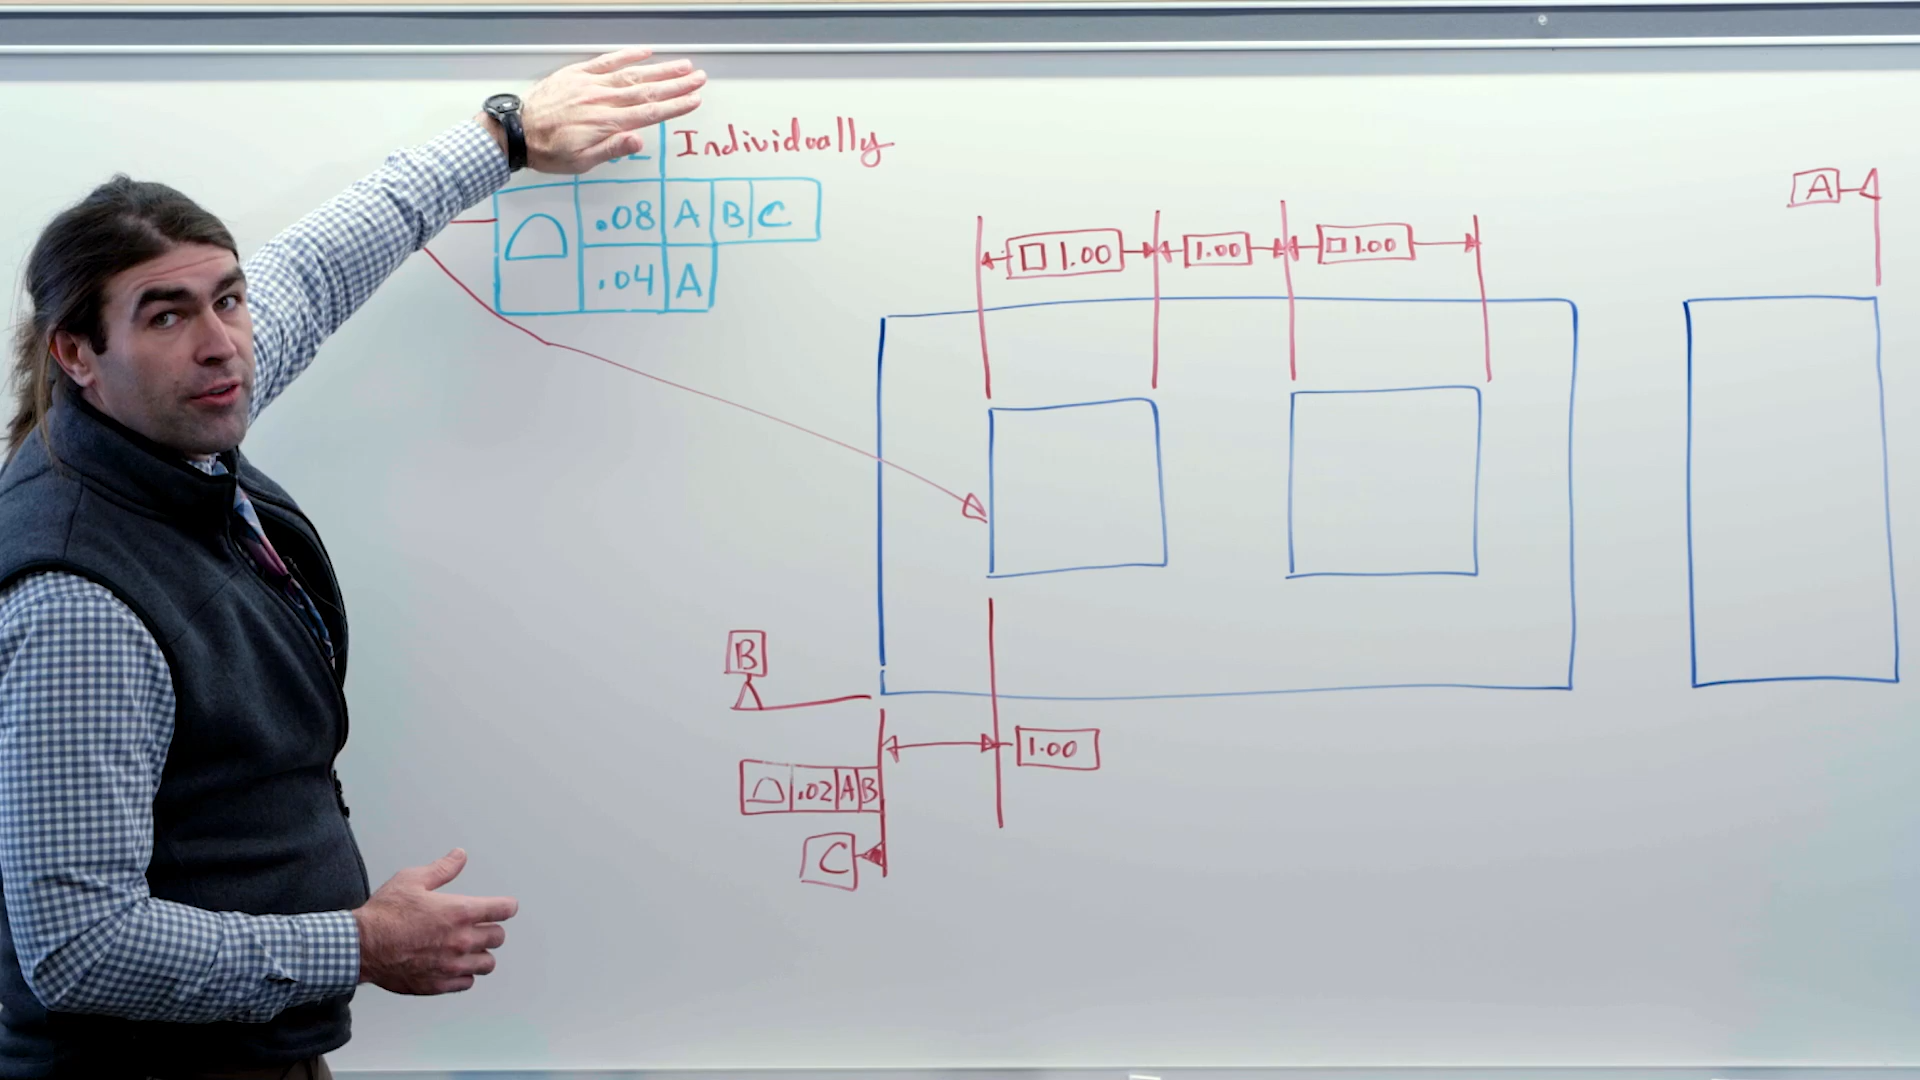 Individually
.08 A B C
.04 A
A
□ 1.00 1.00 □ 1.00
B
1.00
.02 A B
C